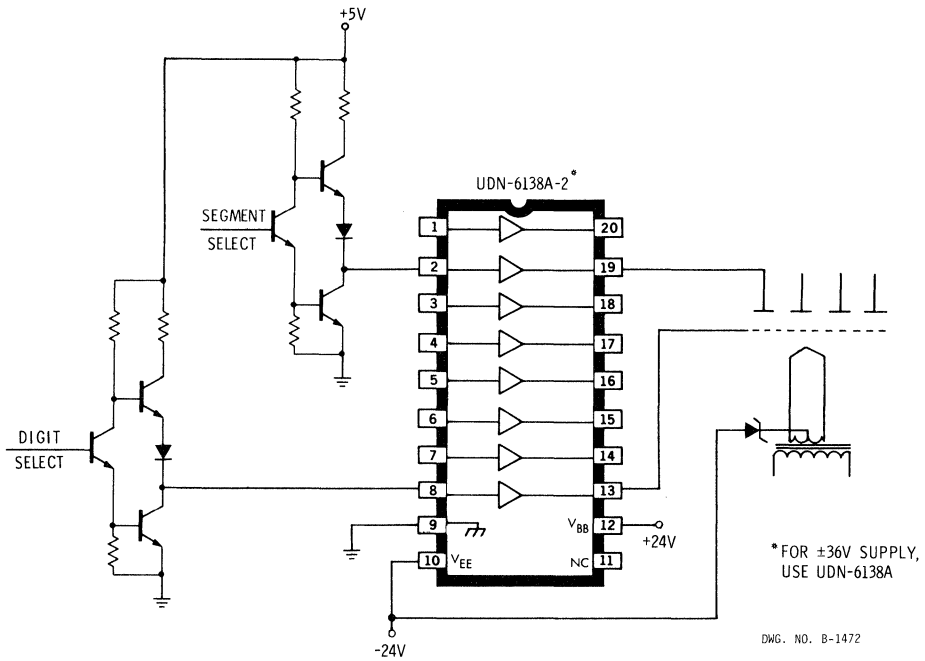 +5V
UDN-6138A-2*
SEGMENT
SELECT
1
20
2
19
3
18
4
17
5
16
6
15
7
14
DIGIT
SELECT
8
13
9
VBB
12
+24V
10
VEE
NC
11
*FOR ±36V SUPPLY,
USE UDN-6138A
-24V
DWG. NO. B-1472